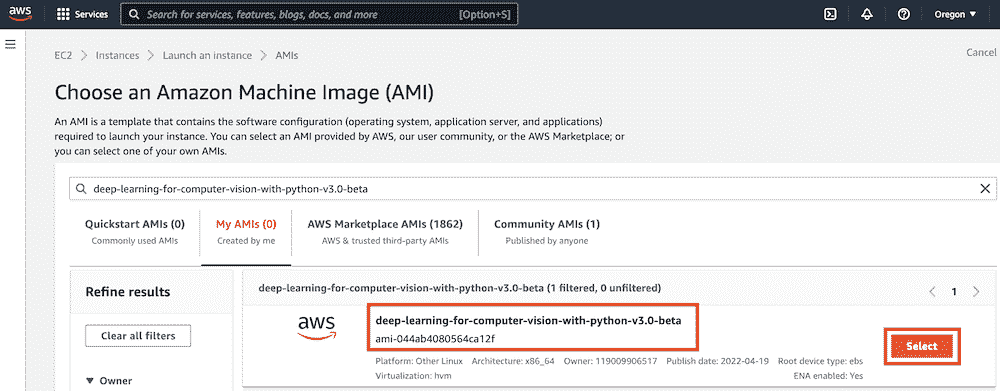 aws Services Search for services, features, blogs, docs, and more [Option+S] Oregon
EC2 Instances Launch an instance AMIs Cancel
Choose an Amazon Machine Image (AMI)
An AMI is a template that contains the software configuration (operating system, application server, and applications)
required to launch your instance. You can select an AMI provided by AWS, our user community, or the AWS Marketplace; or
you can select one of your own AMIs.
deep-learning-for-computer-vision-with-python-v3.0-beta
Quickstart AMIs (0) My AMIs (0) AWS Marketplace AMIs (1862) Community AMIs (1)
Commonly used AMIs Created by me AWS & trusted third-party AMIs Published by anyone
Refine results deep-learning-for-computer-vision-with-python-v3.0-beta (1 filtered, 0 unfiltered) 1
Clear all filters aws deep-learning-for-computer-vision-with-python-v3.0-beta
ami-044ab4080564ca12f Select
Platform: Other Linux Architecture: x86_64 Owner: 119009906517 Publish date: 2022-04-19 Root device type: ebs
Owner Virtualization: hvm ENA enabled: Yes